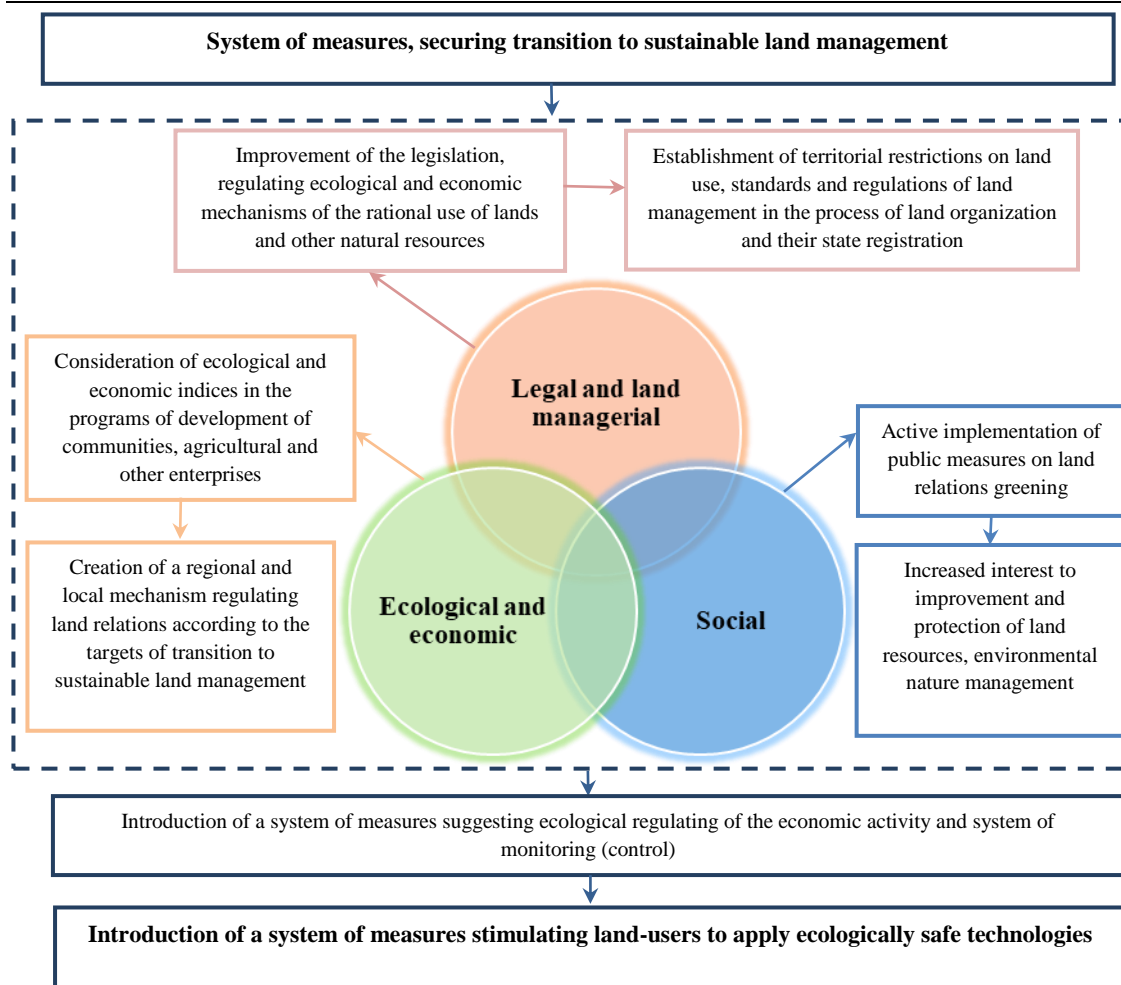 System of measures, securing transition to sustainable land management
Improvement of the legislation,
regulating ecological and economic
mechanisms of the rational use of lands
and other natural resources
Establishment of territorial restrictions on land
use, standards and regulations of land
management in the process of land organization
and their state registration
Legal and land
managerial
Consideration of ecological and
economic indices in the
programs of development of
communities, agricultural and
other enterprises
Active implementation of
public measures on land
relations greening
Creation of a regional and
local mechanism regulating
land relations according to the
targets of transition to
sustainable land management
Ecological and
economic
Social
Increased interest to
improvement and
protection of land
resources, environmental
nature management
Introduction of a system of measures suggesting ecological regulating of the economic activity and system of
monitoring (control)
Introduction of a system of measures stimulating land-users to apply ecologically safe technologies